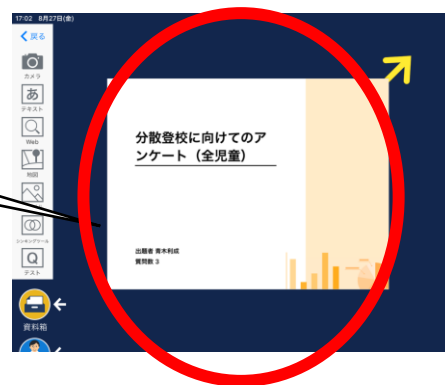 17:02 8月27日(金)
戻る
カメラ
テキスト
Web
地図
シンキングツール
テスト
資料箱
あ
Q
分散登校に向けてのア
ンケート（全児童）
出題者 青木利成
質問数 3